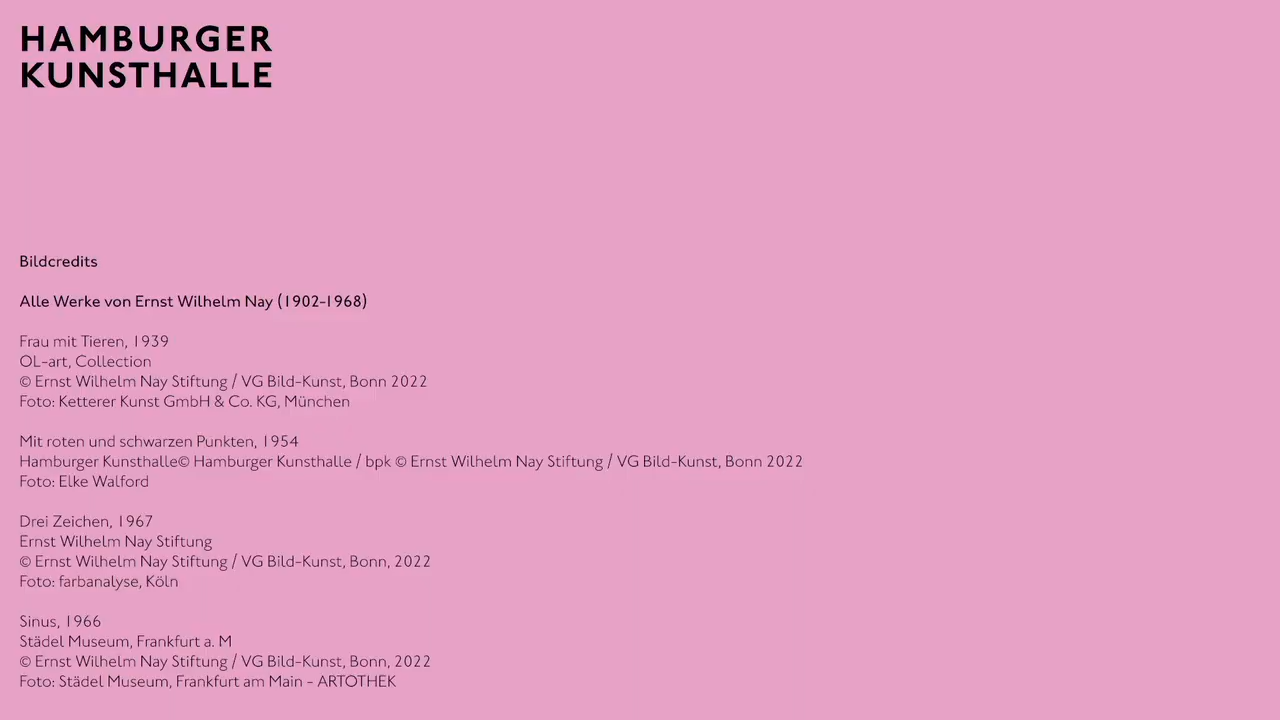 HAMBURGER
KUNSTHALLE
Bildcredits
Alle Werke von Ernst Wilhelm Nay (1902-1968)
Frau mit Tieren, 1939
OL-art, Collection
© Ernst Wilhelm Nay Stiftung / VG Bild-Kunst, Bonn 2022
Foto: Ketterer Kunst GmbH & Co. KG, München
Mit roten und schwarzen Punkten, 1954
Hamburger Kunsthalle© Hamburger Kunsthalle / bpk © Ernst Wilhelm Nay Stiftung / VG Bild-Kunst, Bonn 2022
Foto: Elke Walford
Drei Zeichen, 1967
Ernst Wilhelm Nay Stiftung
© Ernst Wilhelm Nay Stiftung / VG Bild-Kunst, Bonn, 2022
Foto: farbanalyse, Köln
Sinus, 1966
Städel Museum, Frankfurt a. M
© Ernst Wilhelm Nay Stiftung / VG Bild-Kunst, Bonn, 2022
Foto: Städel Museum, Frankfurt am Main - ARTOTHEK